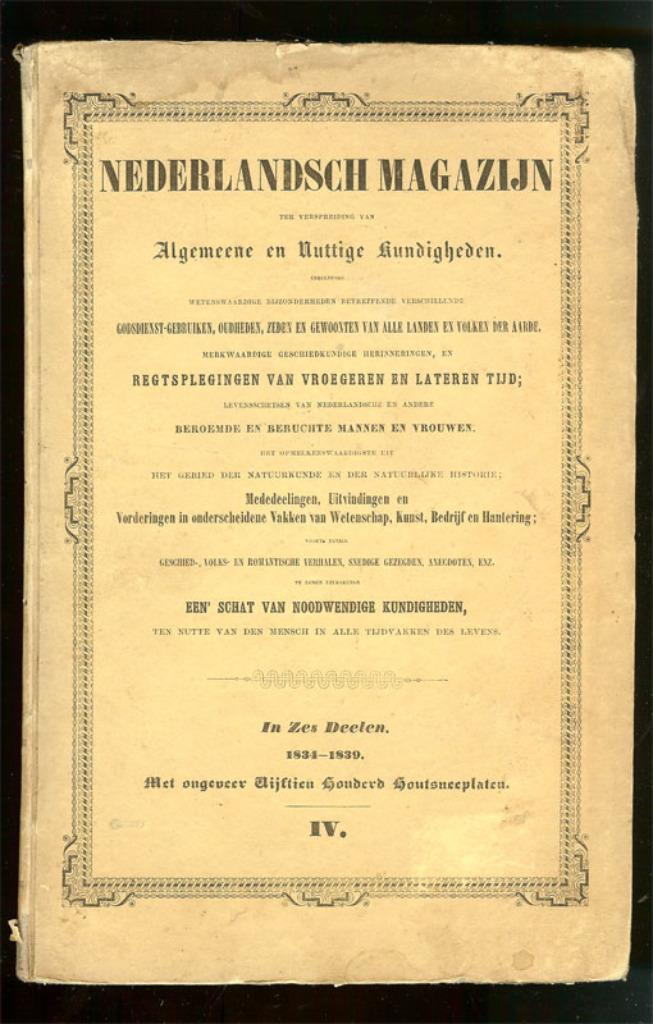 NEDERLANDSCH MAGAZIJN
TER VERSPREIDING VAN
Algemeene en Nuttige Kundigheden.
WETENSWAARDIGE BIJZONDERHEDEN BETREFFENDE VERSCHILLENDE
GODSDIENST-GEBRUIKEN, OUDHEDEN, ZEDEN EN GEWOONTEN VAN ALLE LANDEN EN VOLKEN DER AARDE.
MERKWAARDIGE GESCHIEDKUNDIGE HERINNERINGEN, EN
REGTSPLEGINGEN VAN VROEGEREN EN LATEREN TIJD;
LEVENSSCHETSEN VAN NEDERLANDSCHE EN ANDERE
BEROEMDE EN BERUCHTE MANNEN EN VROUWEN.
HET OPMERKENSWAARDIGSTE UIT
HET GEBIED DER NATUURKUNDE EN DER NATUURLIJKE HISTORIE;
Mededeelingen, Uitvindingen en
Vorderingen in onderscheidene Vakken van Wetenschap, Kunst, Bedrijf en Hantering;
GESCHIED-, VOLKS- EN ROMANTISCHE VERHALEN, SNEDIGE GEZEGDEN, ANECDOTEN, ENZ.
EEN' SCHAT VAN NOODWENDIGE KUNDIGHEDEN,
TEN NUTTE VAN DEN MENSCH IN ALLE TIJDVAKKEN DES LEVENS.
In Zes Deelen.
1834–1839.
Met ongeveer Vijftien Honderd Houtsneeplaten.
IV.